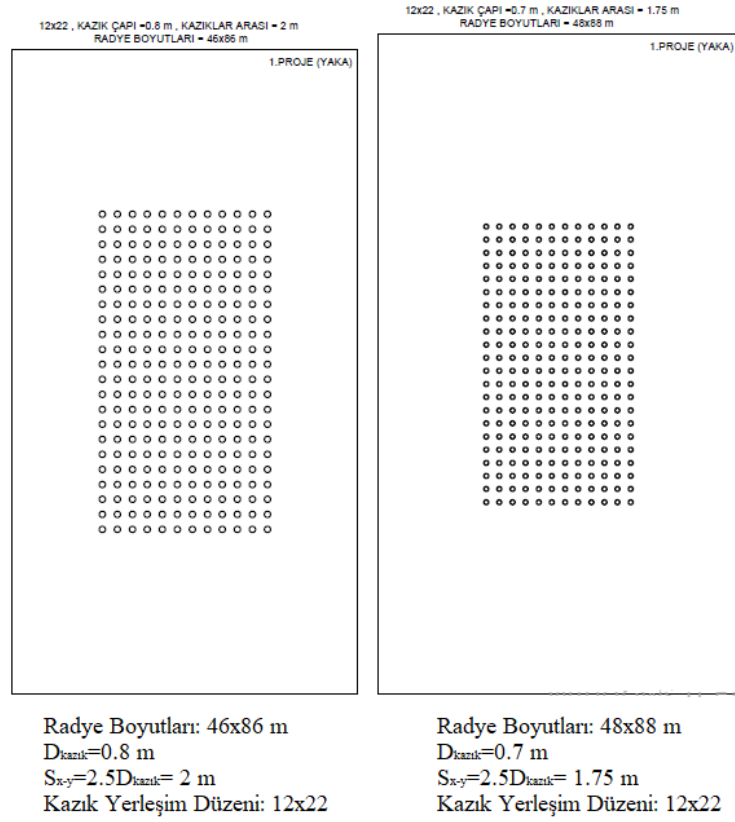 12x22 , KAZIK ÇAPI =0.8 m , KAZIKLAR ARASI = 2 m
RADYE BOYUTLARI = 46x86 m
1.PROJE (YAKA)
12x22 , KAZIK ÇAPI =0.7 m , KAZIKLAR ARASI = 1.75 m
RADYE BOYUTLARI = 48x88 m
1.PROJE (YAKA)
Radye Boyutları: 46x86 m
Dkazık=0.8 m
Sx-y=2.5Dkazık= 2 m
Kazık Yerleşim Düzeni: 12x22
Radye Boyutları: 48x88 m
Dkazık=0.7 m
Sx-y=2.5Dkazık= 1.75 m
Kazık Yerleşim Düzeni: 12x22